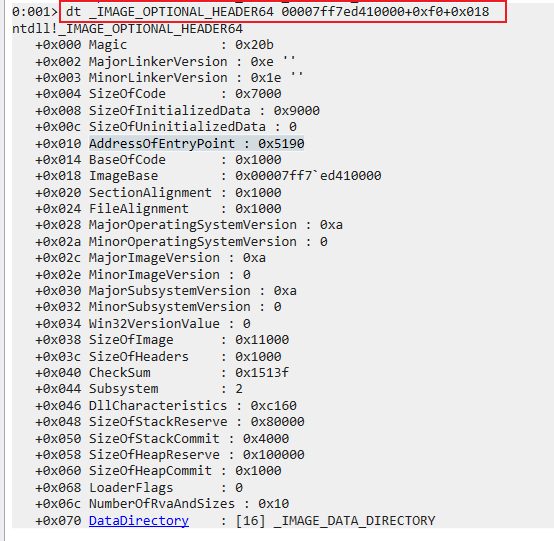 0:001> dt _IMAGE_OPTIONAL_HEADER64 00007ff7ed410000+0xf0+0x018
ntdll!_IMAGE_OPTIONAL_HEADER64
+0x000 Magic : 0x20b
+0x002 MajorLinkerVersion : 0xe ''
+0x003 MinorLinkerVersion : 0x1e ''
+0x004 SizeOfCode : 0x7000
+0x008 SizeOfInitializedData : 0x9000
+0x00c SizeOfUninitializedData : 0
+0x010 AddressOfEntryPoint : 0x5190
+0x014 BaseOfCode : 0x1000
+0x018 ImageBase : 0x00007ff7`ed410000
+0x020 SectionAlignment : 0x1000
+0x024 FileAlignment : 0x1000
+0x028 MajorOperatingSystemVersion : 0xa
+0x02a MinorOperatingSystemVersion : 0
+0x02c MajorImageVersion : 0xa
+0x02e MinorImageVersion : 0
+0x030 MajorSubsystemVersion : 0xa
+0x032 MinorSubsystemVersion : 0
+0x034 Win32VersionValue : 0
+0x038 SizeOfImage : 0x11000
+0x03c SizeOfHeaders : 0x1000
+0x040 CheckSum : 0x1513f
+0x044 Subsystem : 2
+0x046 DllCharacteristics : 0xc160
+0x048 SizeOfStackReserve : 0x80000
+0x050 SizeOfStackCommit : 0x4000
+0x058 SizeOfHeapReserve : 0x100000
+0x060 SizeOfHeapCommit : 0x1000
+0x068 LoaderFlags : 0
+0x06c NumberOfRvaAndSizes : 0x10
+0x070 DataDirectory : [16] _IMAGE_DATA_DIRECTORY